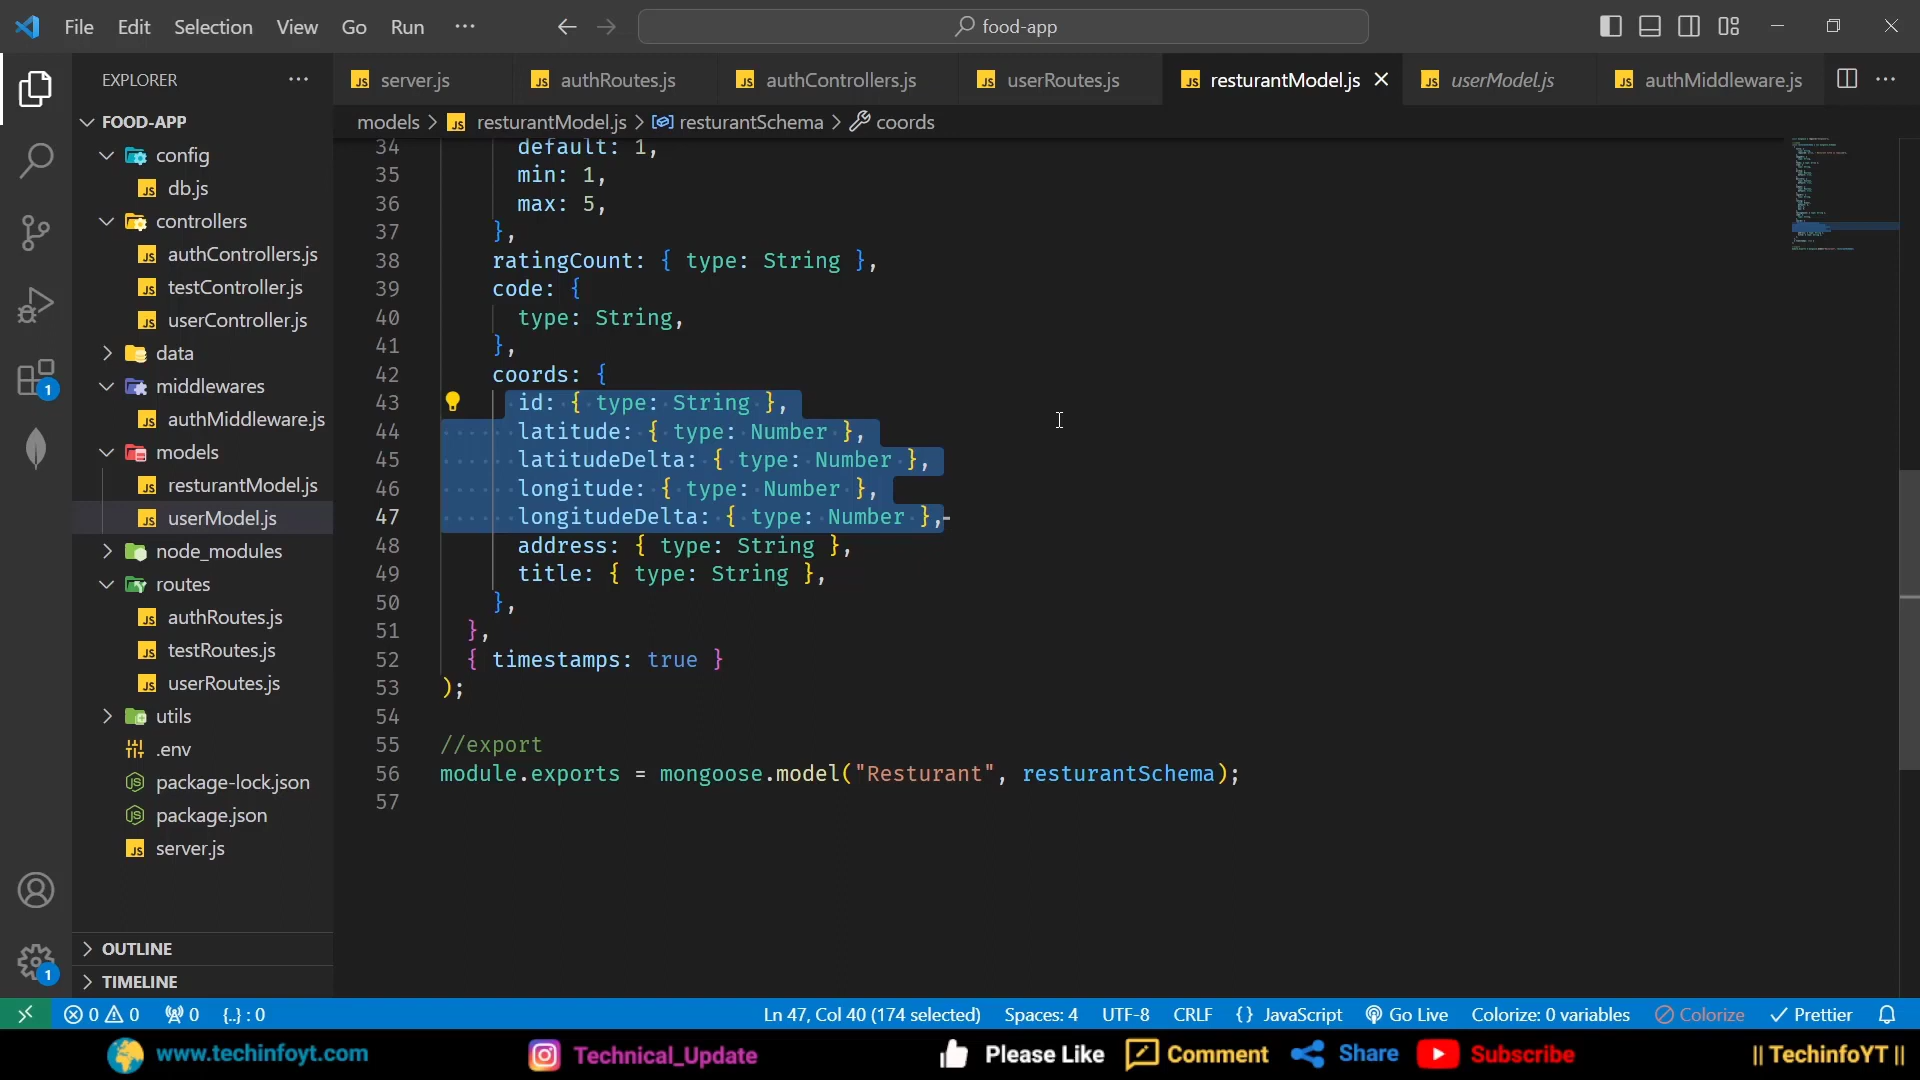 File Edit Selection View Go Run ··· food-app
EXPLORER ···
server.js authRoutes.js authControllers.js userRoutes.js resturantModel.js userModel.js authMiddleware.js ···
models > resturantModel.js > resturantSchema > coords
FOOD-APP
config
db.js
controllers
authControllers.js
testController.js
userController.js
data
middlewares
authMiddleware.js
models
resturantModel.js
userModel.js
node_modules
routes
authRoutes.js
testRoutes.js
userRoutes.js
utils
.env
package-lock.json
package.json
server.js
OUTLINE
TIMELINE
1
1
34 default: 1,
35 min: 1,
36 max: 5,
37 },
38 ratingCount: { type: String },
39 code: {
40 type: String,
41 },
42 coords: {
43 id: { type: String },
44 latitude: { type: Number },
45 latitudeDelta: { type: Number },
46 longitude: { type: Number },
47 longitudeDelta: { type: Number },
48 address: { type: String },
49 title: { type: String },
50 },
51 },
52 { timestamps: true }
53 );
54
55 //export
56 module.exports = mongoose.model("Resturant", resturantSchema);
57
0 0 0 {..} : 0 Ln 47, Col 40 (174 selected) Spaces: 4 UTF-8 CRLF {} JavaScript Go Live Colorize: 0 variables Colorize Prettier
www.techinfoyt.com Technical_Update Please Like Comment Share Subscribe || TechinfoYT ||